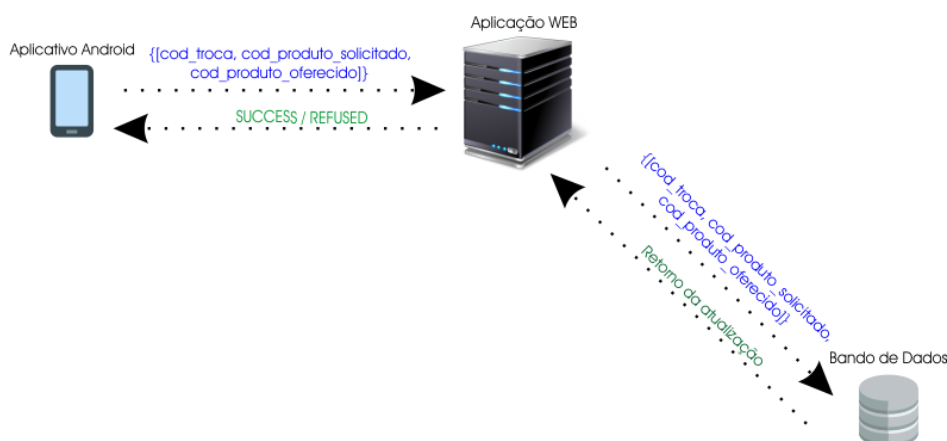 Aplicação WEB
Aplicativo Android
{[cod_troca, cod_produto_solicitado,
cod_produto_oferecido]}
SUCCESS / REFUSED
{[cod_troca, cod_produto_solicitado,
cod_produto_oferecido]}
Retorno da atualização
Bando de Dados